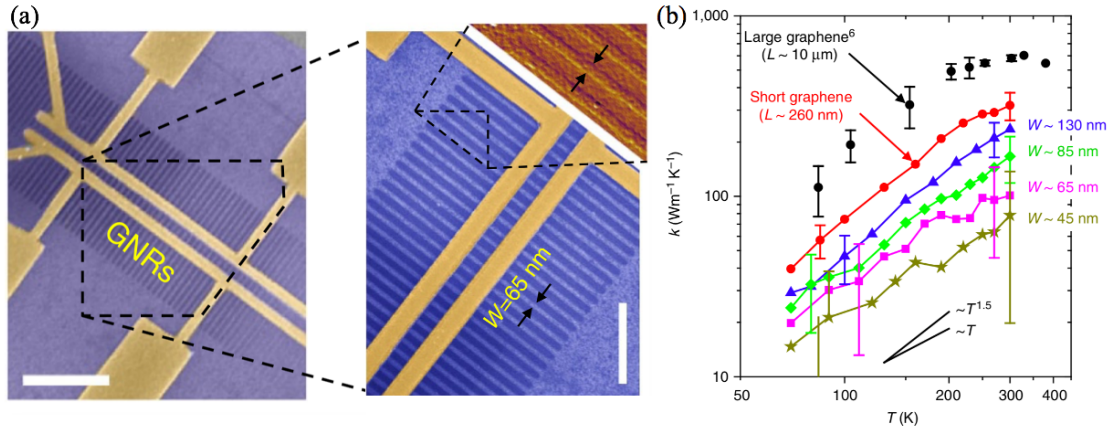 (a)
GNRs
W=65 nm
(b)
1,000
100
10
k (Wm⁻¹ K⁻¹)
Large graphene⁶
(L ~ 10 μm)
Short graphene
(L ~ 260 nm)
W ~ 130 nm
W ~ 85 nm
W ~ 65 nm
W ~ 45 nm
~T¹·⁵
~T
50
100
200
300
400
T (K)